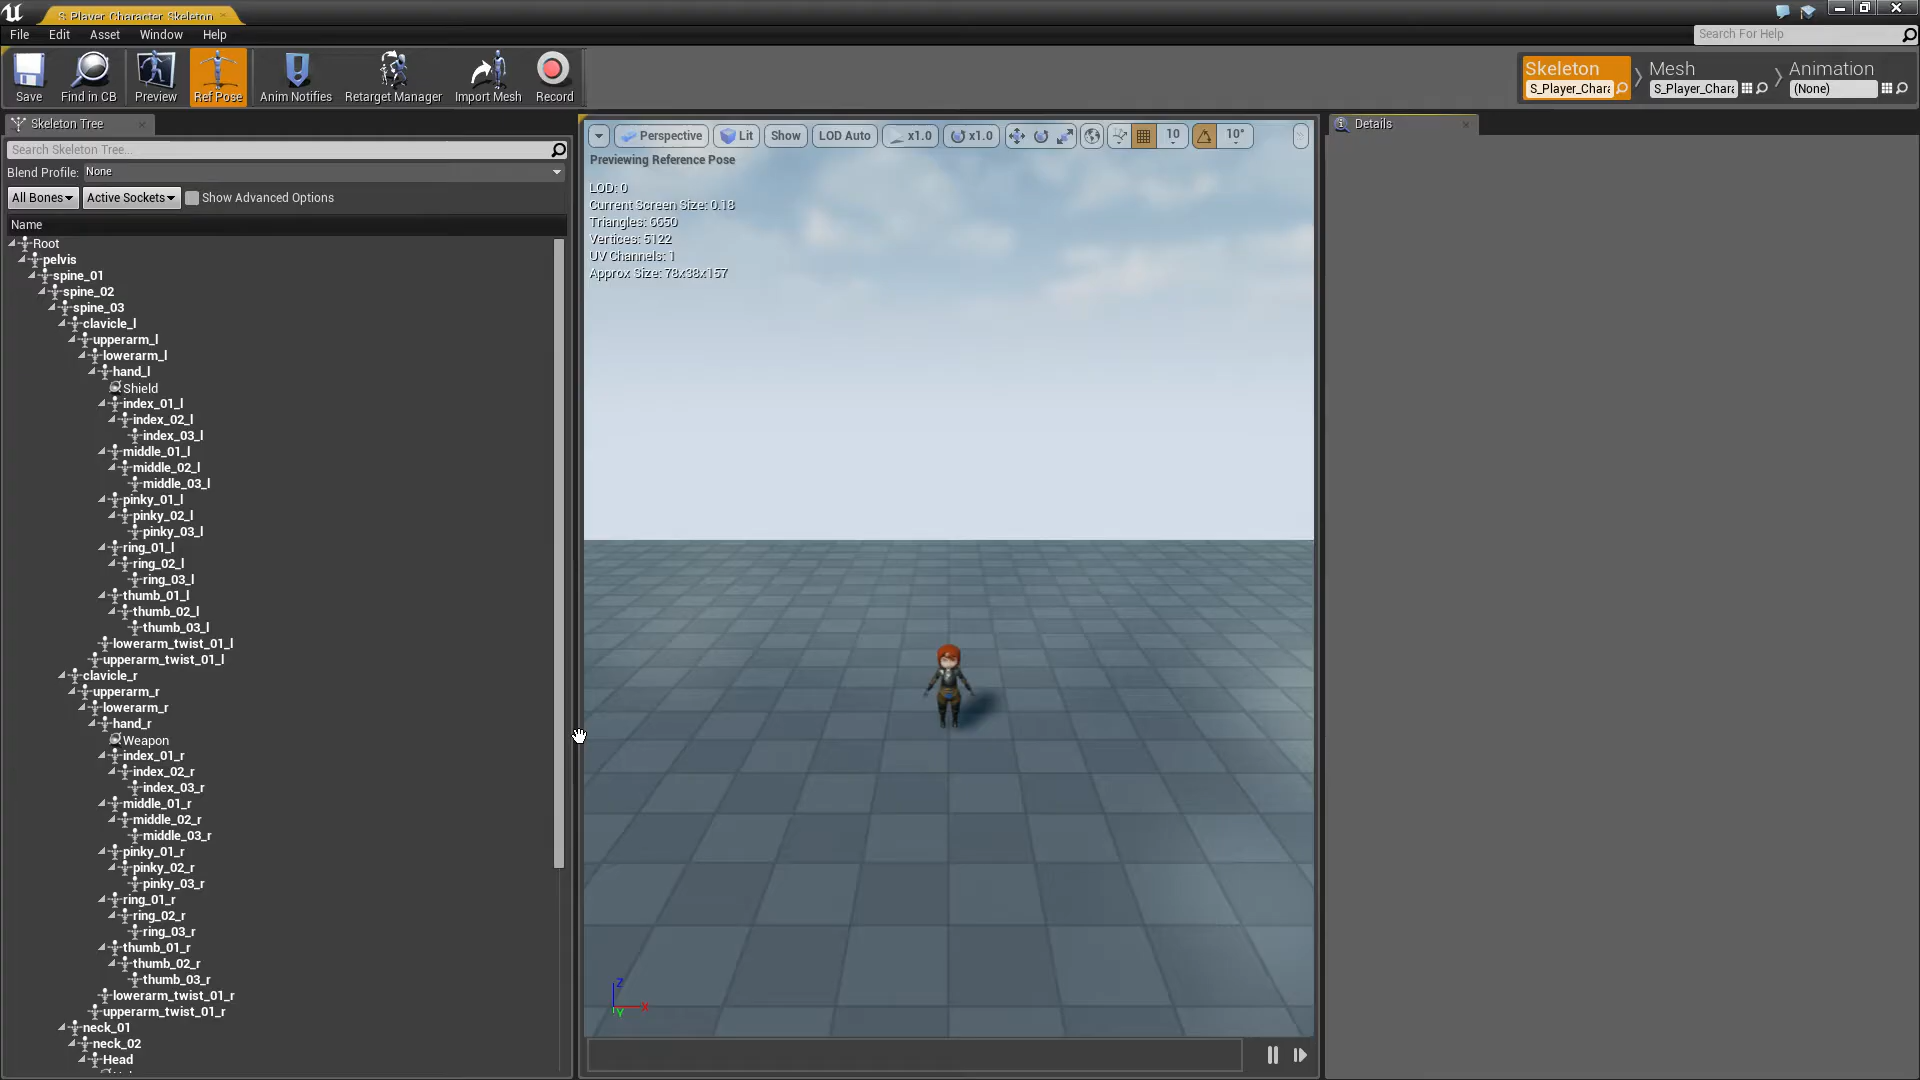 S_Player_Character_Skeleton
File Edit Asset Window Help
Search For Help
Save Find in CB Preview Ref Pose Anim Notifies Retarget Manager Import Mesh Record
Skeleton Mesh Animation
S_Player_Chara S_Player_Chara (None)
Skeleton Tree
Details
Search Skeleton Tree...
Blend Profile: None
All Bones Active Sockets Show Advanced Options
Name
Root
pelvis
spine_01
spine_02
spine_03
clavicle_l
upperarm_l
lowerarm_l
hand_l
Shield
index_01_l
index_02_l
index_03_l
middle_01_l
middle_02_l
middle_03_l
pinky_01_l
pinky_02_l
pinky_03_l
ring_01_l
ring_02_l
ring_03_l
thumb_01_l
thumb_02_l
thumb_03_l
lowerarm_twist_01_l
upperarm_twist_01_l
clavicle_r
upperarm_r
lowerarm_r
hand_r
Weapon
index_01_r
index_02_r
index_03_r
middle_01_r
middle_02_r
middle_03_r
pinky_01_r
pinky_02_r
pinky_03_r
ring_01_r
ring_02_r
ring_03_r
thumb_01_r
thumb_02_r
thumb_03_r
lowerarm_twist_01_r
upperarm_twist_01_r
neck_01
neck_02
Head
Perspective Lit Show LOD Auto x1.0 x1.0 10 10°
Previewing Reference Pose
LOD: 0
Current Screen Size: 0.18
Triangles: 6650
Vertices: 5122
UV Channels: 1
Approx Size: 78x38x157
Z
X
Y